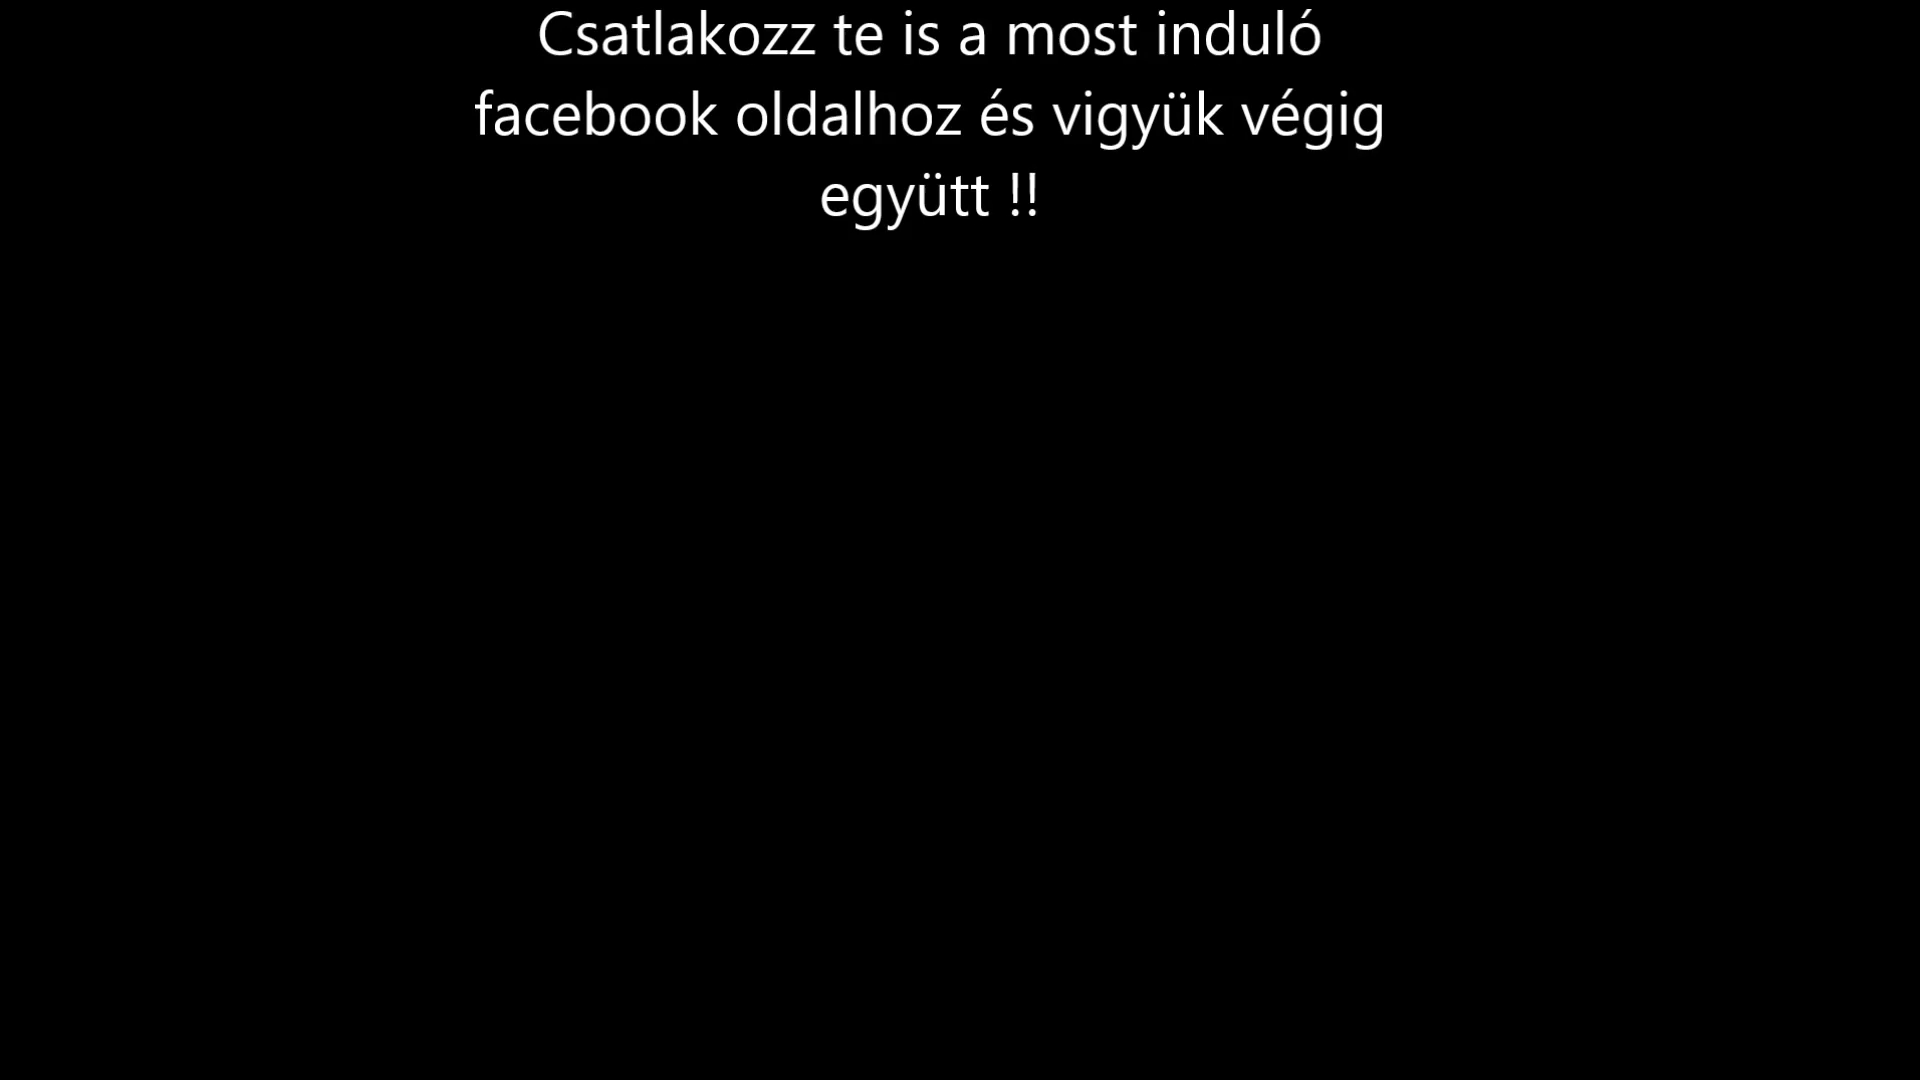 Csatlakozz te is a most induló
facebook oldalhoz és vigyük végig
együtt !!